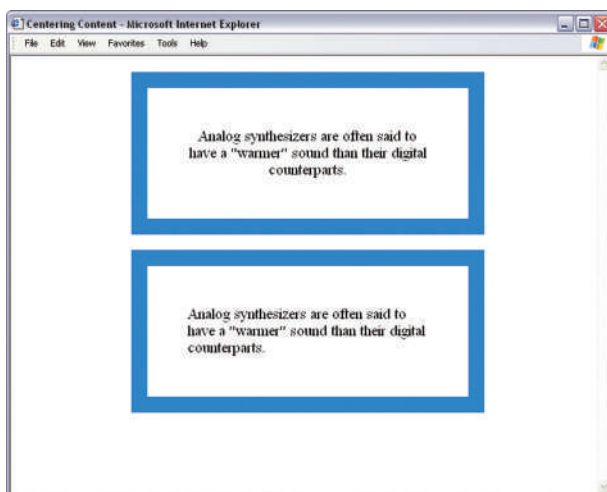 Centering Content - Microsoft Internet Explorer
File Edit View Favorites Tools Help
Analog synthesizers are often said to
have a "warmer" sound than their digital
counterparts.
Analog synthesizers are often said to
have a "warmer" sound than their digital
counterparts.